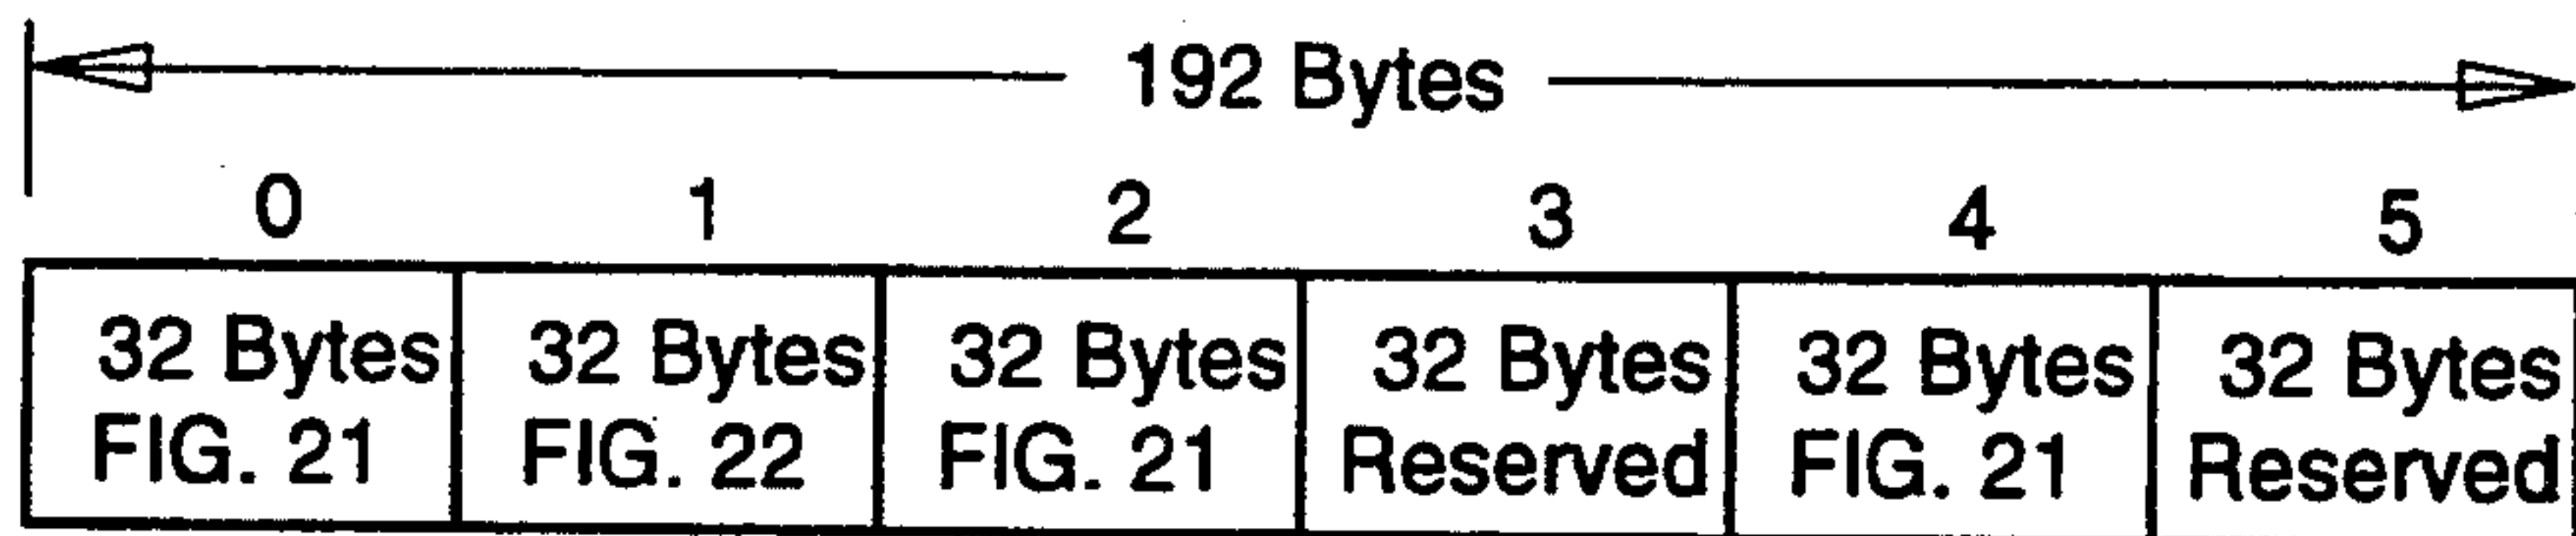 192 Bytes
0 1 2 3 4 5
32 Bytes 32 Bytes 32 Bytes 32 Bytes 32 Bytes 32 Bytes
FIG. 21 FIG. 22 FIG. 21 Reserved FIG. 21 Reserved